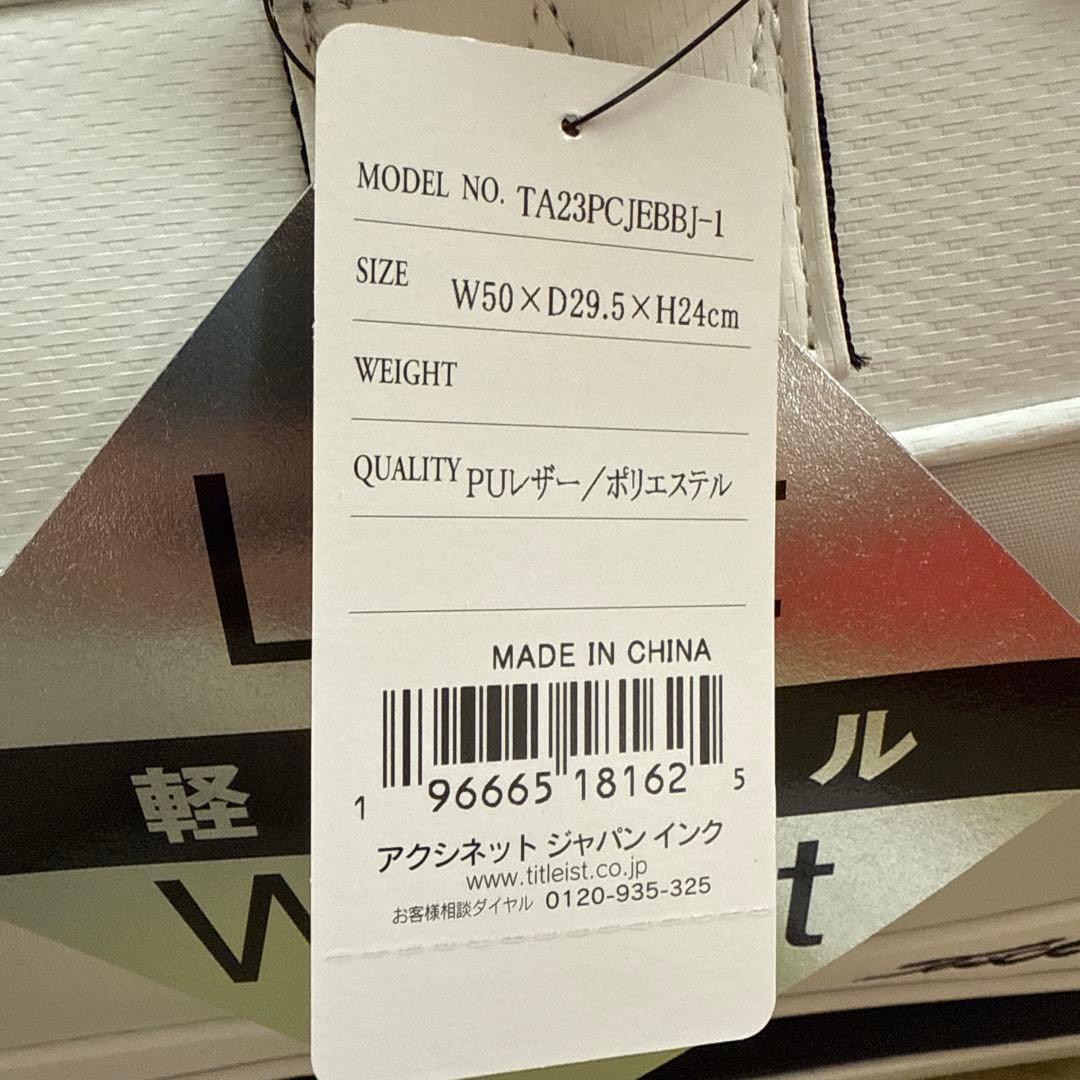 MODEL NO. TA23PCJEBBJ-1
SIZE W50×D29.5×H24cm
WEIGHT
QUALITY PUレザー/ポリエステル
MADE IN CHINA
1 96665 18162 5
アクシネット ジャパン インク
www.titleist.co.jp
お客様相談ダイヤル 0120-935-325
L
軽
ル
W
t